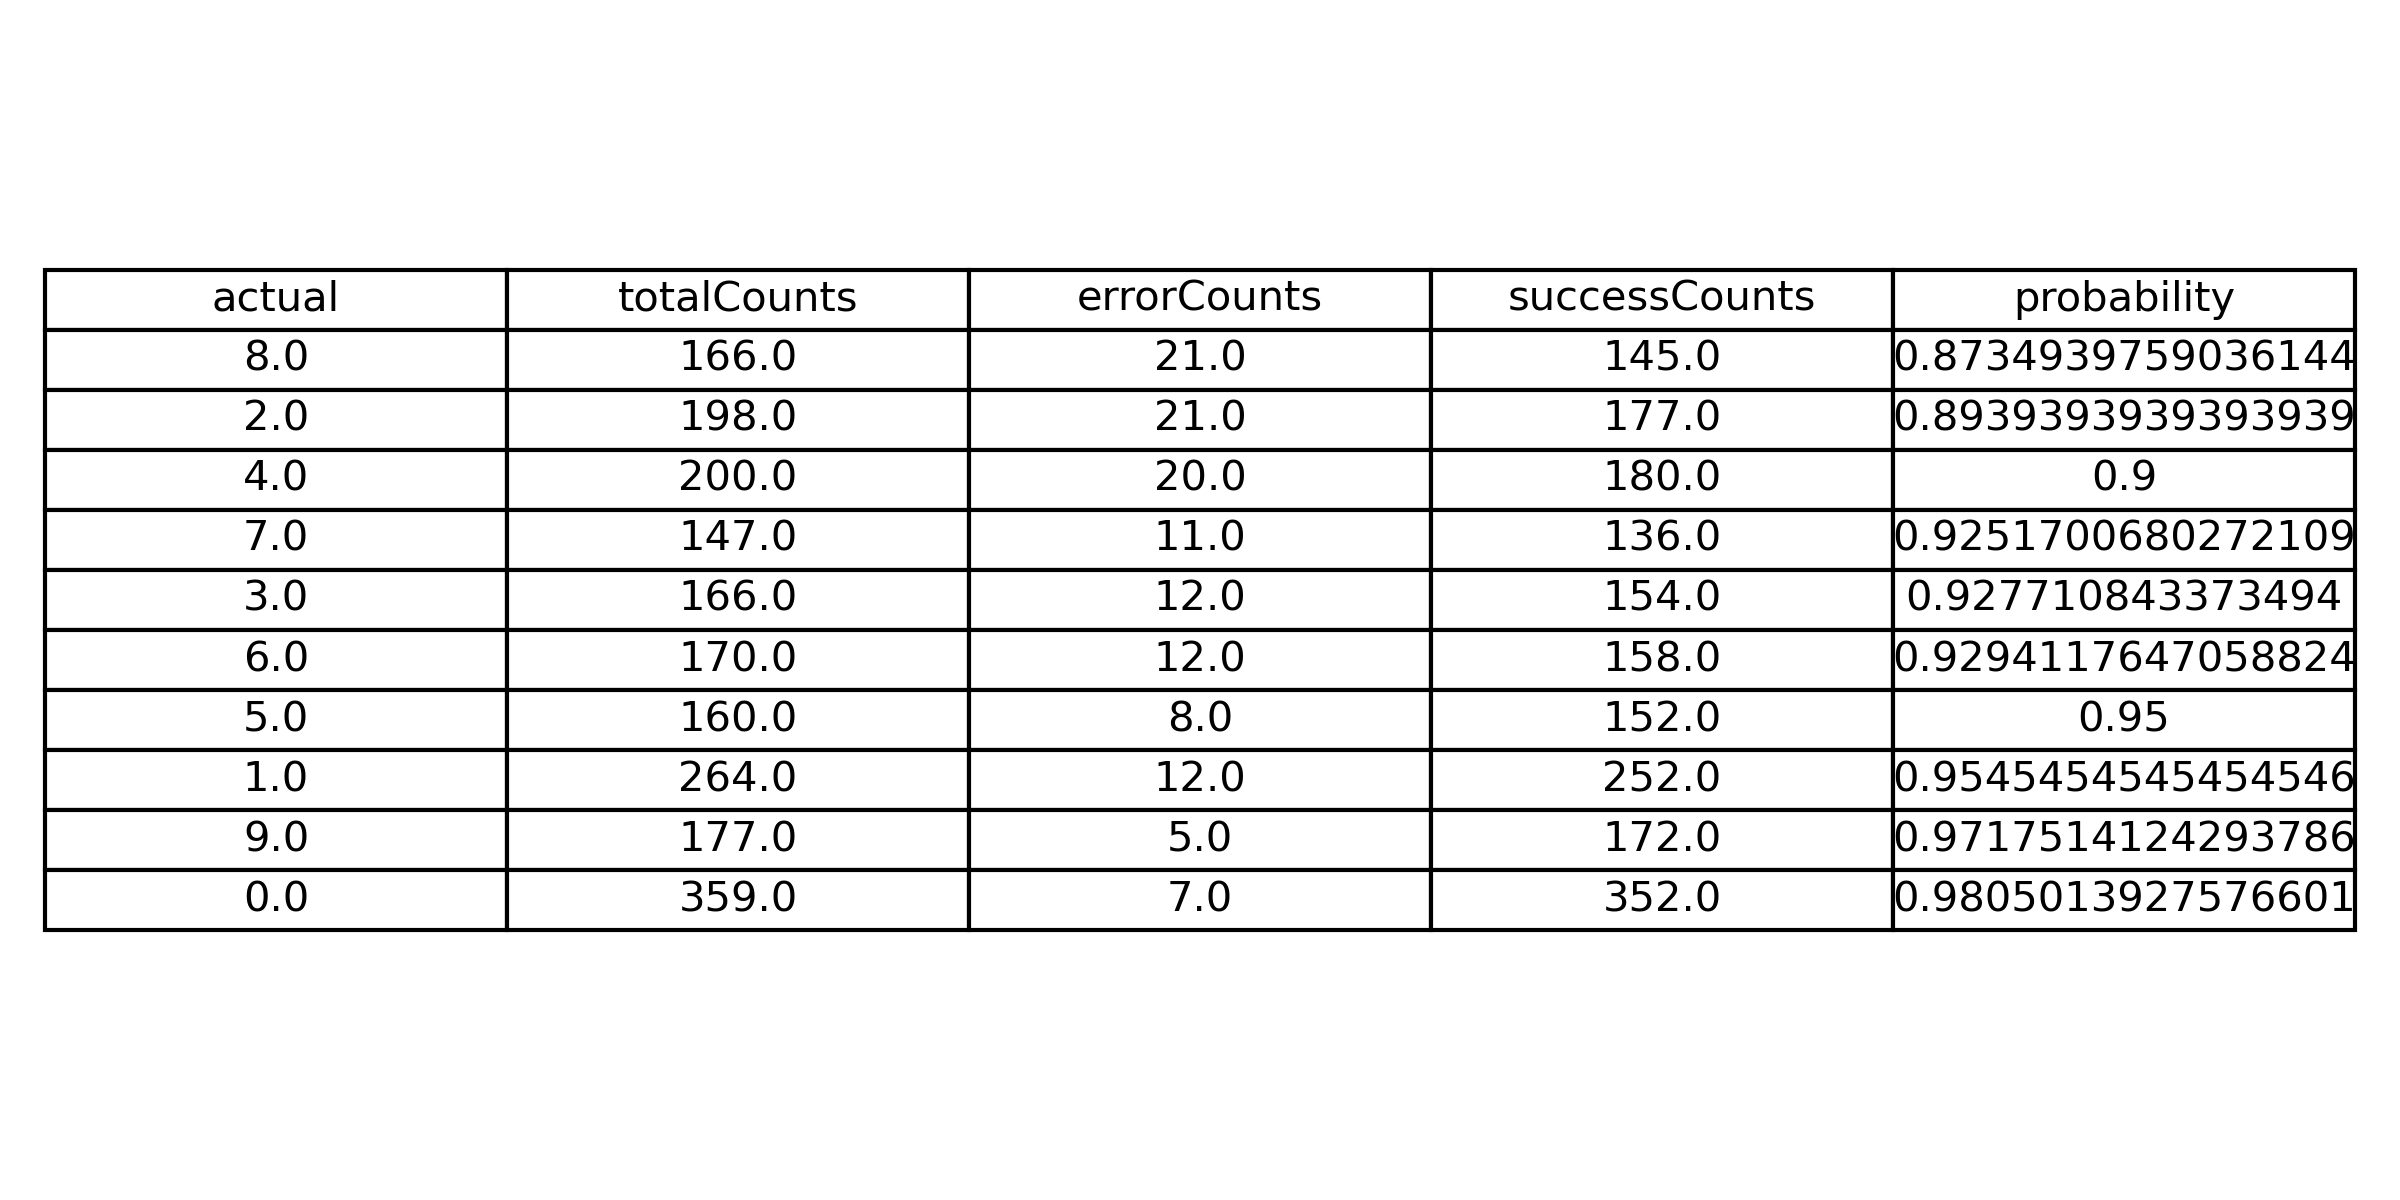 actual totalCounts errorCounts successCounts probability
8.0 166.0 21.0 145.0 0.8734939759036144
2.0 198.0 21.0 177.0 0.8939393939393939
4.0 200.0 20.0 180.0 0.9
7.0 147.0 11.0 136.0 0.9251700680272109
3.0 166.0 12.0 154.0 0.927710843373494
6.0 170.0 12.0 158.0 0.9294117647058824
5.0 160.0 8.0 152.0 0.95
1.0 264.0 12.0 252.0 0.9545454545454546
9.0 177.0 5.0 172.0 0.9717514124293786
0.0 359.0 7.0 352.0 0.9805013927576601